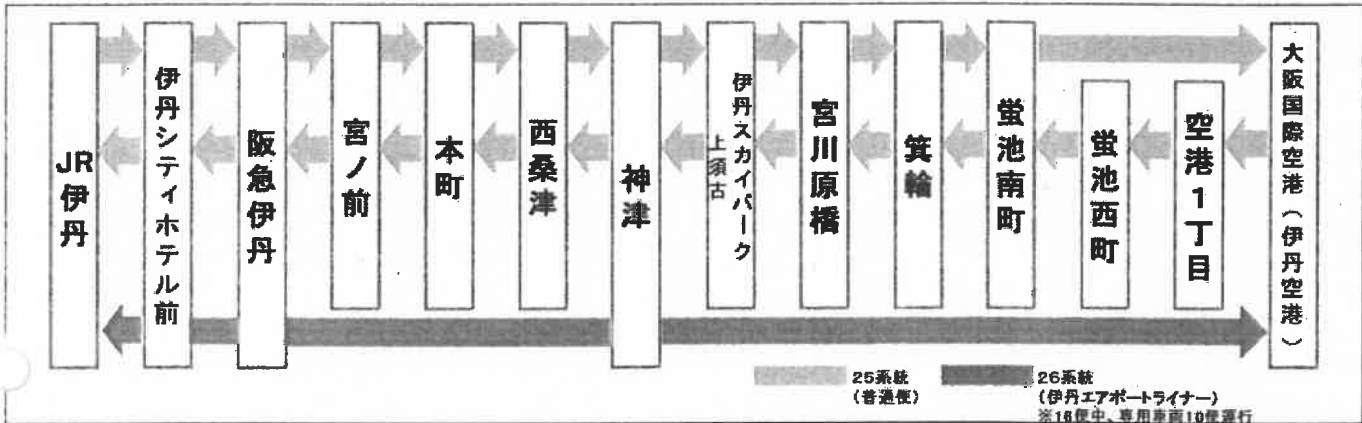 JR伊丹
伊丹シティホテル前
阪急伊丹
宮ノ前
本町
西桑津
神津
伊丹スカイパーク
上須古
宮川原橋
箕輪
蛍池南町
蛍池西町
空港1丁目
大阪国際空港(伊丹空港)
25系統
(普通便)
26系統
(伊丹エアポートライナー)
※16便中、専用車両10便運行